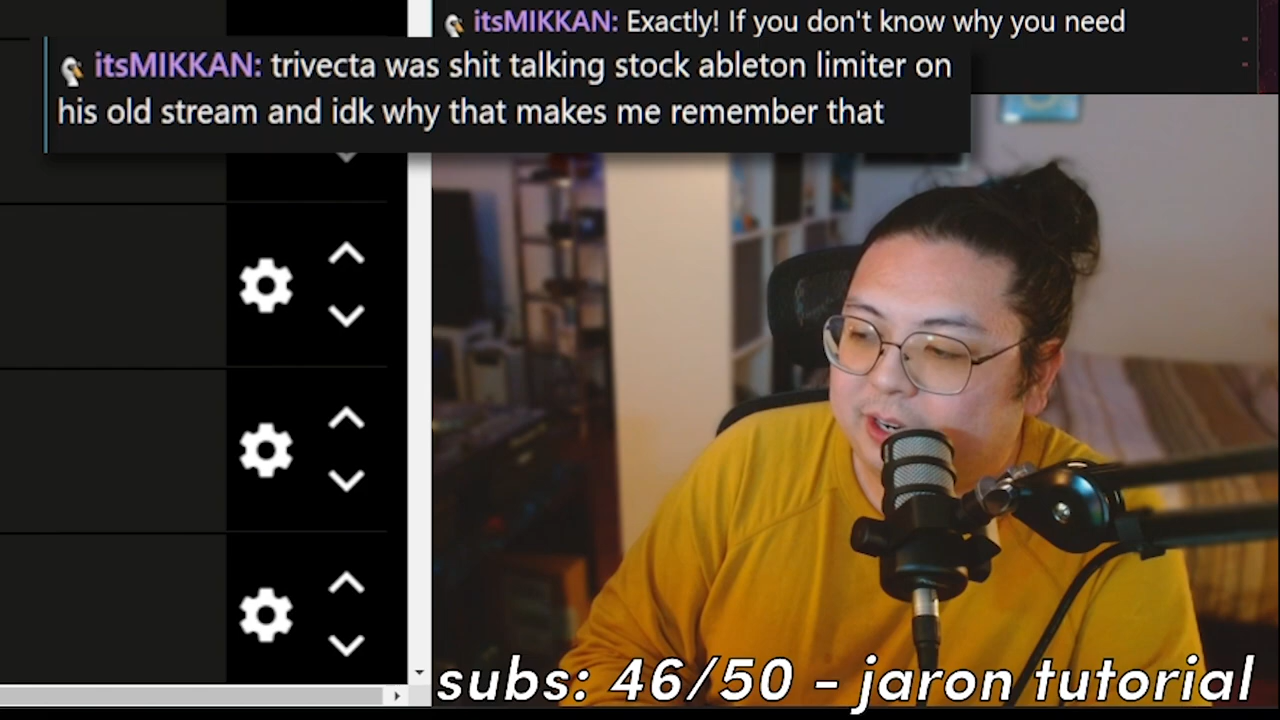 itsMIKKAN: Exactly! If you don't know why you need
itsMIKKAN: trivecta was shit talking stock ableton limiter on
his old stream and idk why that makes me remember that
subs: 46/50 - jaron tutorial